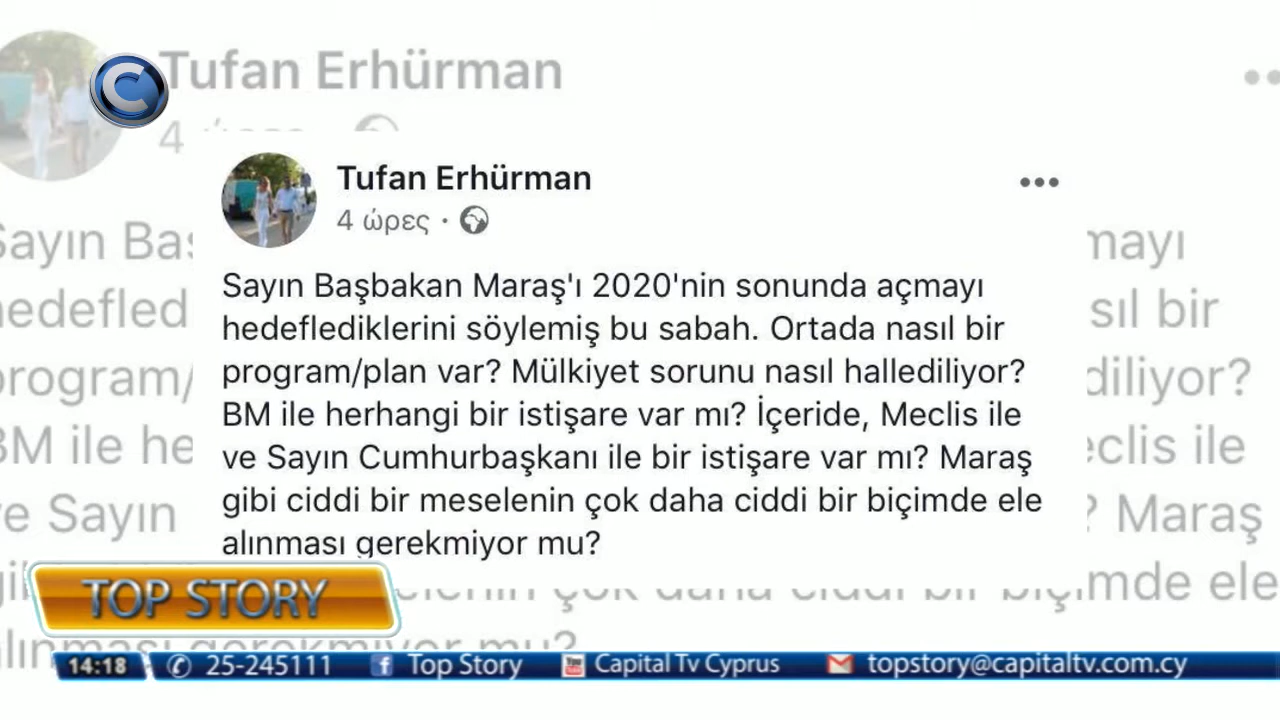 Tufan Erhürman
4 ώρες
Tufan Erhürman
4 ώρες ·
Sayın Başbakan Maraş'ı 2020'nin sonunda açmayı
hedeflediklerini söylemiş bu sabah. Ortada nasıl bir
program/plan var? Mülkiyet sorunu nasıl hallediliyor?
BM ile herhangi bir istişare var mı? İçeride, Meclis ile
ve Sayın Cumhurbaşkanı ile bir istişare var mı? Maraş
gibi ciddi bir meselenin çok daha ciddi bir biçimde ele
alınması gerekmiyor mu?
TOP STORY
14:18 25-245111 Top Story Capital Tv Cyprus topstory@capitaltv.com.cy